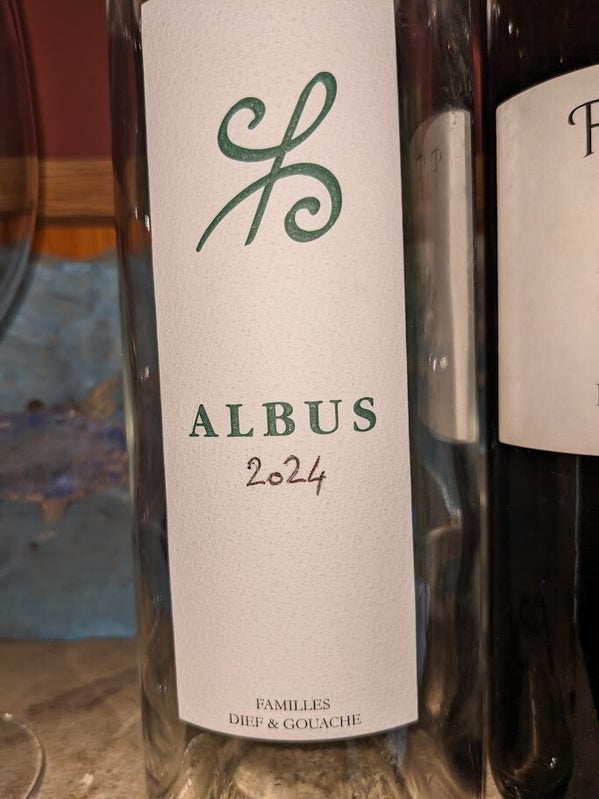 ALBUS
2024
FAMILLES
DIEF & GOUACHE